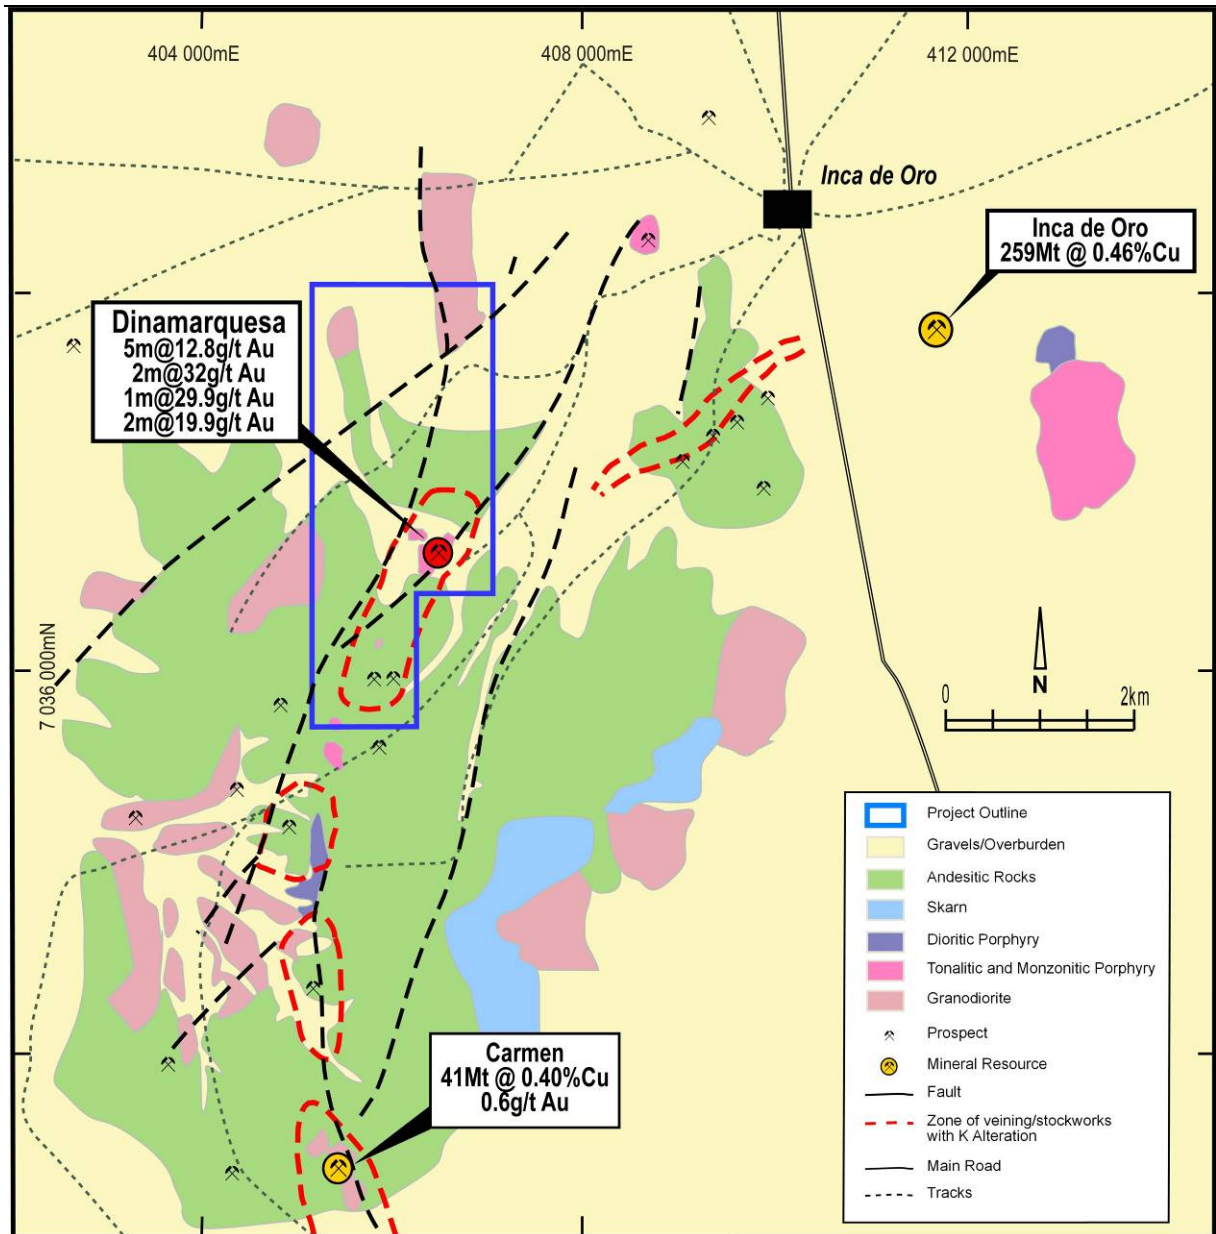 404 000mE
408 000mE
412 000mE
Inca de Oro
Inca de Oro
259Mt @ 0.46%Cu
Dinamarquesa
5m@12.8g/t Au
2m@32g/t Au
1m@29.9g/t Au
2m@19.9g/t Au
7 036 000mN
N
0
2km
Carmen
41Mt @ 0.40%Cu
0.6g/t Au
Project Outline
Gravels/Overburden
Andesitic Rocks
Skarn
Dioritic Porphyry
Tonalitic and Monzonitic Porphyry
Granodiorite
Prospect
Mineral Resource
Fault
Zone of veining/stockworks
with K Alteration
Main Road
Tracks